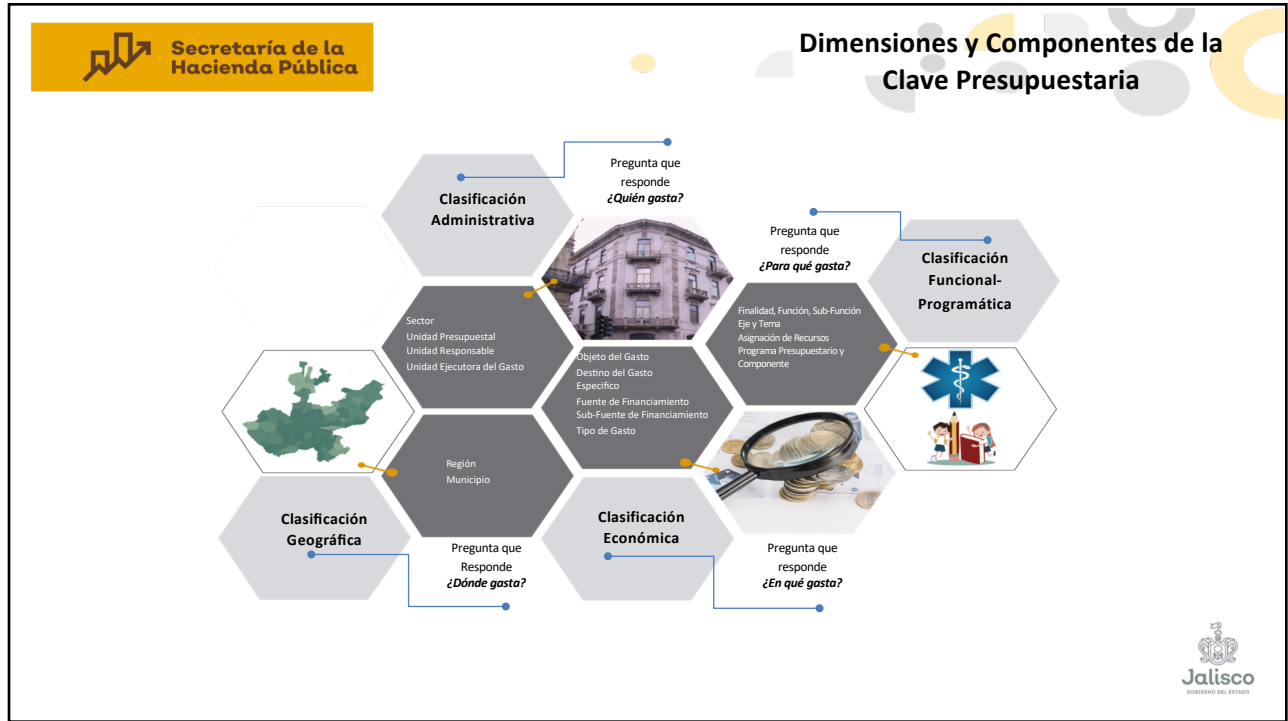 Secretaría de la
Hacienda Pública
Dimensiones y Componentes de la
Clave Presupuestaria
Clasificación
Administrativa
Pregunta que
responde
¿Quién gasta?
Pregunta que
responde
¿Para qué gasta?
Clasificación
Funcional-
Programática
Sector
Unidad Presupuestal
Unidad Responsable
Unidad Ejecutora del Gasto
Objeto del Gasto
Destino del Gasto
Especifico
Fuente de Financiamiento
Sub-Fuente de Financiamiento
Tipo de Gasto
Finalidad, Función, Sub-Función
Eje y Tema
Asignación de Recursos
Programa Presupuestario y
Componente
Región
Municipio
Clasificación
Geográfica
Pregunta que
Responde
¿Dónde gasta?
Clasificación
Económica
Pregunta que
responde
¿En qué gasta?
Jalisco
GOBIERNO DEL ESTADO